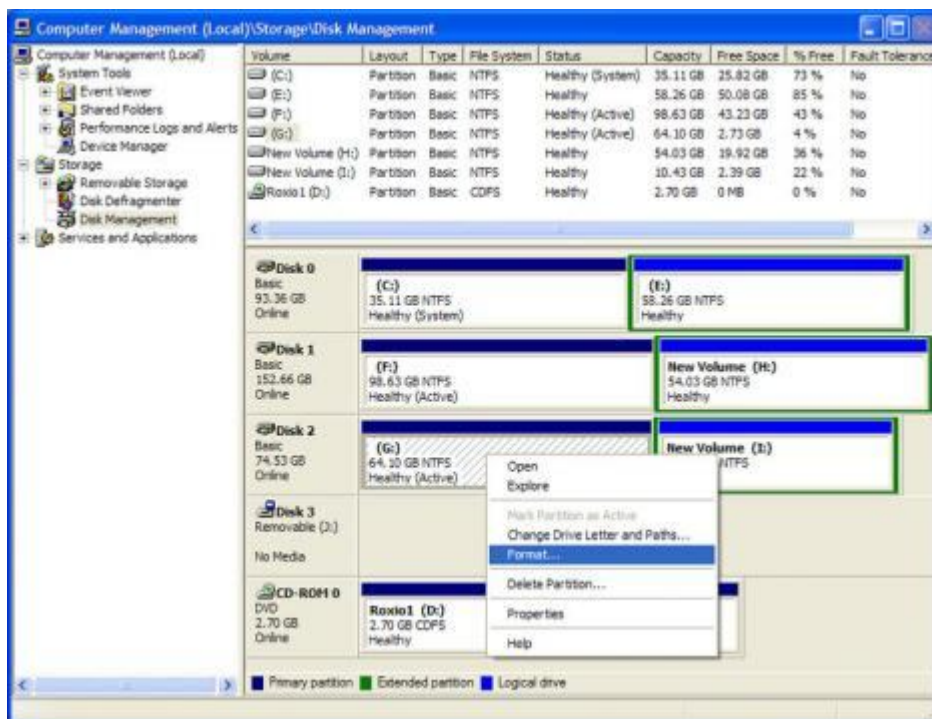 Computer Management (Local)\Storage\Disk Management
Computer Management (Local)
System Tools
Event Viewer
Shared Folders
Performance Logs and Alerts
Device Manager
Storage
Removable Storage
Disk Defragmenter
Disk Management
Services and Applications
Volume Layout Type File System Status Capacity Free Space % Free Fault Tolerance
(C:) Partition Basic NTFS Healthy (System) 35.11 GB 25.82 GB 73 % No
(E:) Partition Basic NTFS Healthy 58.26 GB 50.08 GB 85 % No
(F:) Partition Basic NTFS Healthy (Active) 98.63 GB 43.23 GB 43 % No
(G:) Partition Basic NTFS Healthy (Active) 64.10 GB 2.73 GB 4 % No
New Volume (H:) Partition Basic NTFS Healthy 54.03 GB 19.92 GB 36 % No
New Volume (I:) Partition Basic NTFS Healthy 10.43 GB 2.39 GB 22 % No
Roxio1 (D:) Partition Basic CDFS Healthy 2.70 GB 0 MB 0 % No
Disk 0
Basic
93.36 GB
Online
(C:)
35.11 GB NTFS
Healthy (System)
(E:)
58.26 GB NTFS
Healthy
Disk 1
Basic
152.66 GB
Online
(F:)
98.63 GB NTFS
Healthy (Active)
New Volume (H:)
54.03 GB NTFS
Healthy
Disk 2
Basic
74.53 GB
Online
(G:)
64.10 GB NTFS
Healthy (Active)
New Volume (I:)
NTFS
Open
Explore
Mark Partition as Active
Change Drive Letter and Paths...
Format...
Delete Partition...
Properties
Help
Disk 3
Removable (J:)
No Media
CD-ROM 0
DVD
2.70 GB
Online
Roxio1 (D:)
2.70 GB CDFS
Healthy
Primary partition Extended partition Logical drive